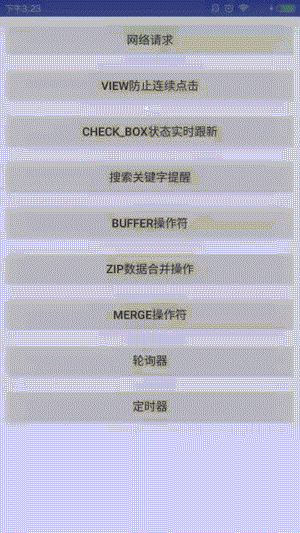 下午3:23
网络请求
VIEW防止连续点击
CHECK_BOX状态实时跟新
搜索关键字提醒
BUFFER操作符
ZIP数据合并操作
MERGE操作符
轮询器
定时器